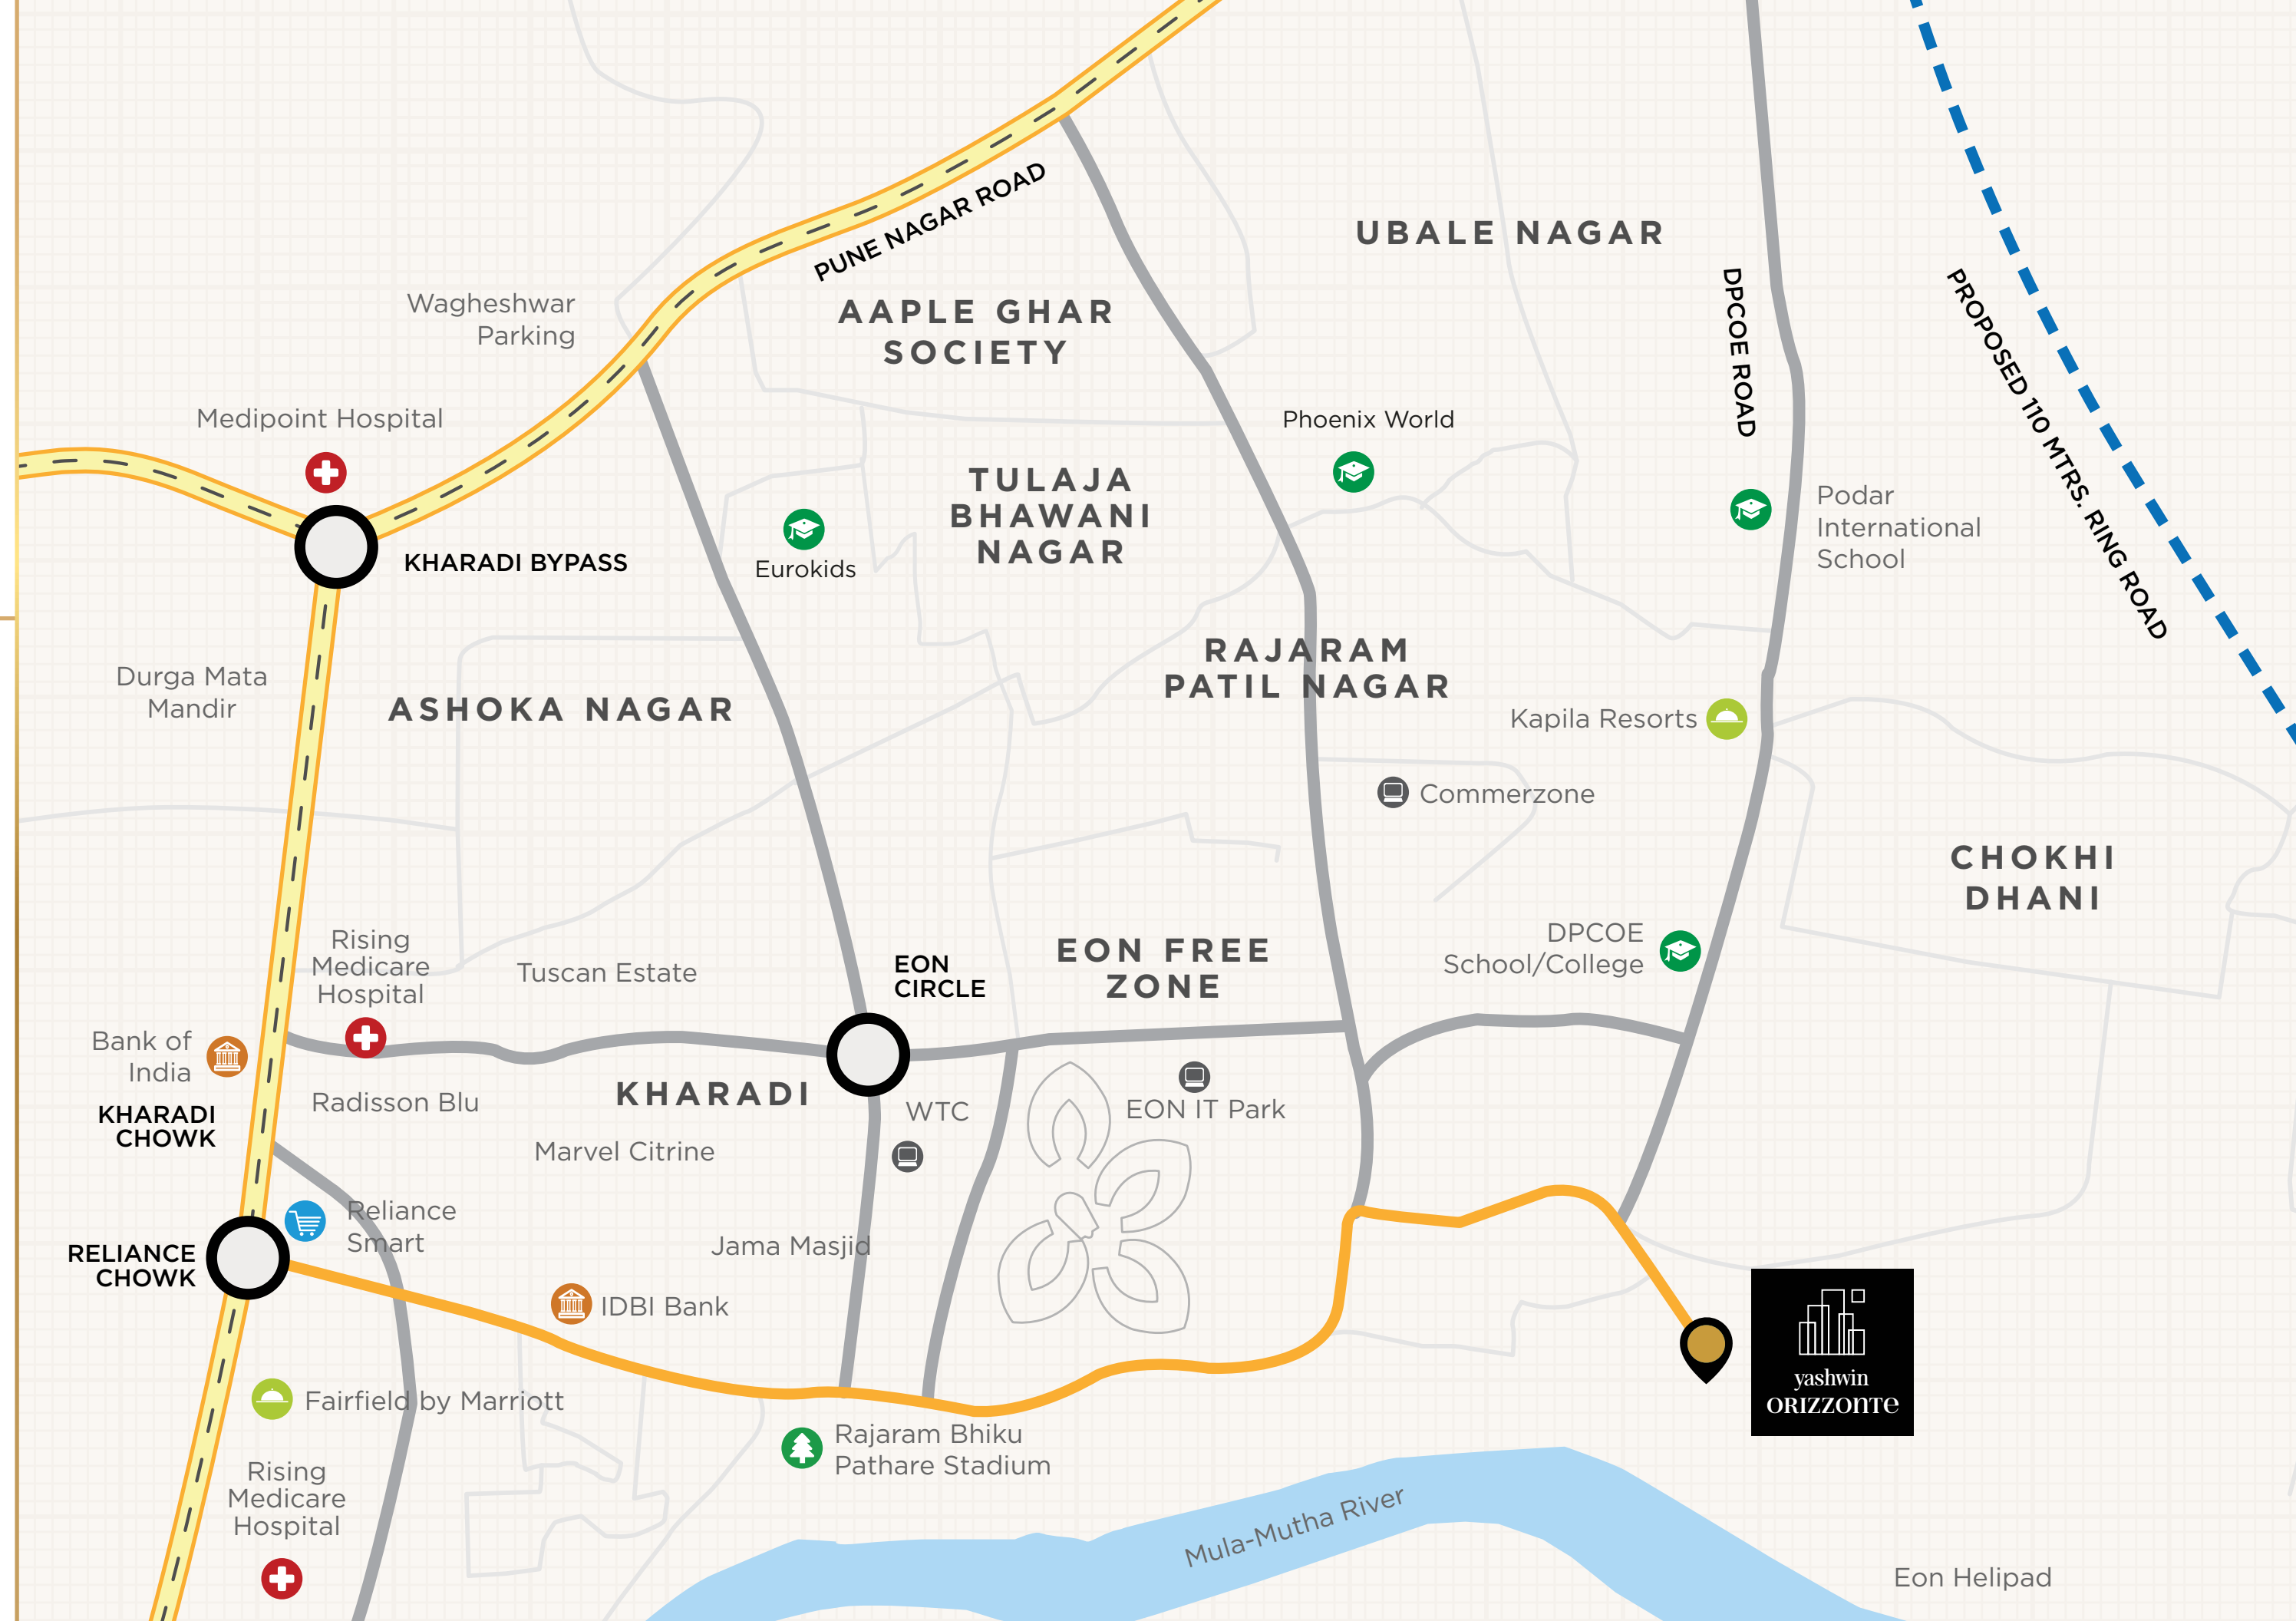 PUNE NAGAR ROAD
UBALE NAGAR
AAPLE GHAR
SOCIETY
DPCOE ROAD
PROPOSED 110 MTRS. RING ROAD
Wagheshwar
Parking
Medipoint Hospital
Phoenix World
TULAJA
BHAWANI
NAGAR
Podar
International
School
KHARADI BYPASS
Eurokids
Durga Mata
Mandir
ASHOKA NAGAR
RAJARAM
PATIL NAGAR
Kapila Resorts
Commerzone
CHOKHI
DHANI
Rising
Medicare
Hospital
Tuscan Estate
EON
CIRCLE
EON FREE
ZONE
DPCOE
School/College
Bank of
India
KHARADI
CHOWK
Radisson Blu
KHARADI
WTC
EON IT Park
Marvel Citrine
Reliance
Smart
RELIANCE
CHOWK
Jama Masjid
IDBI Bank
yashwin
ORIZZONTE
Fairfield by Marriott
Rajaram Bhiku
Pathare Stadium
Rising
Medicare
Hospital
Mula-Mutha River
Eon Helipad